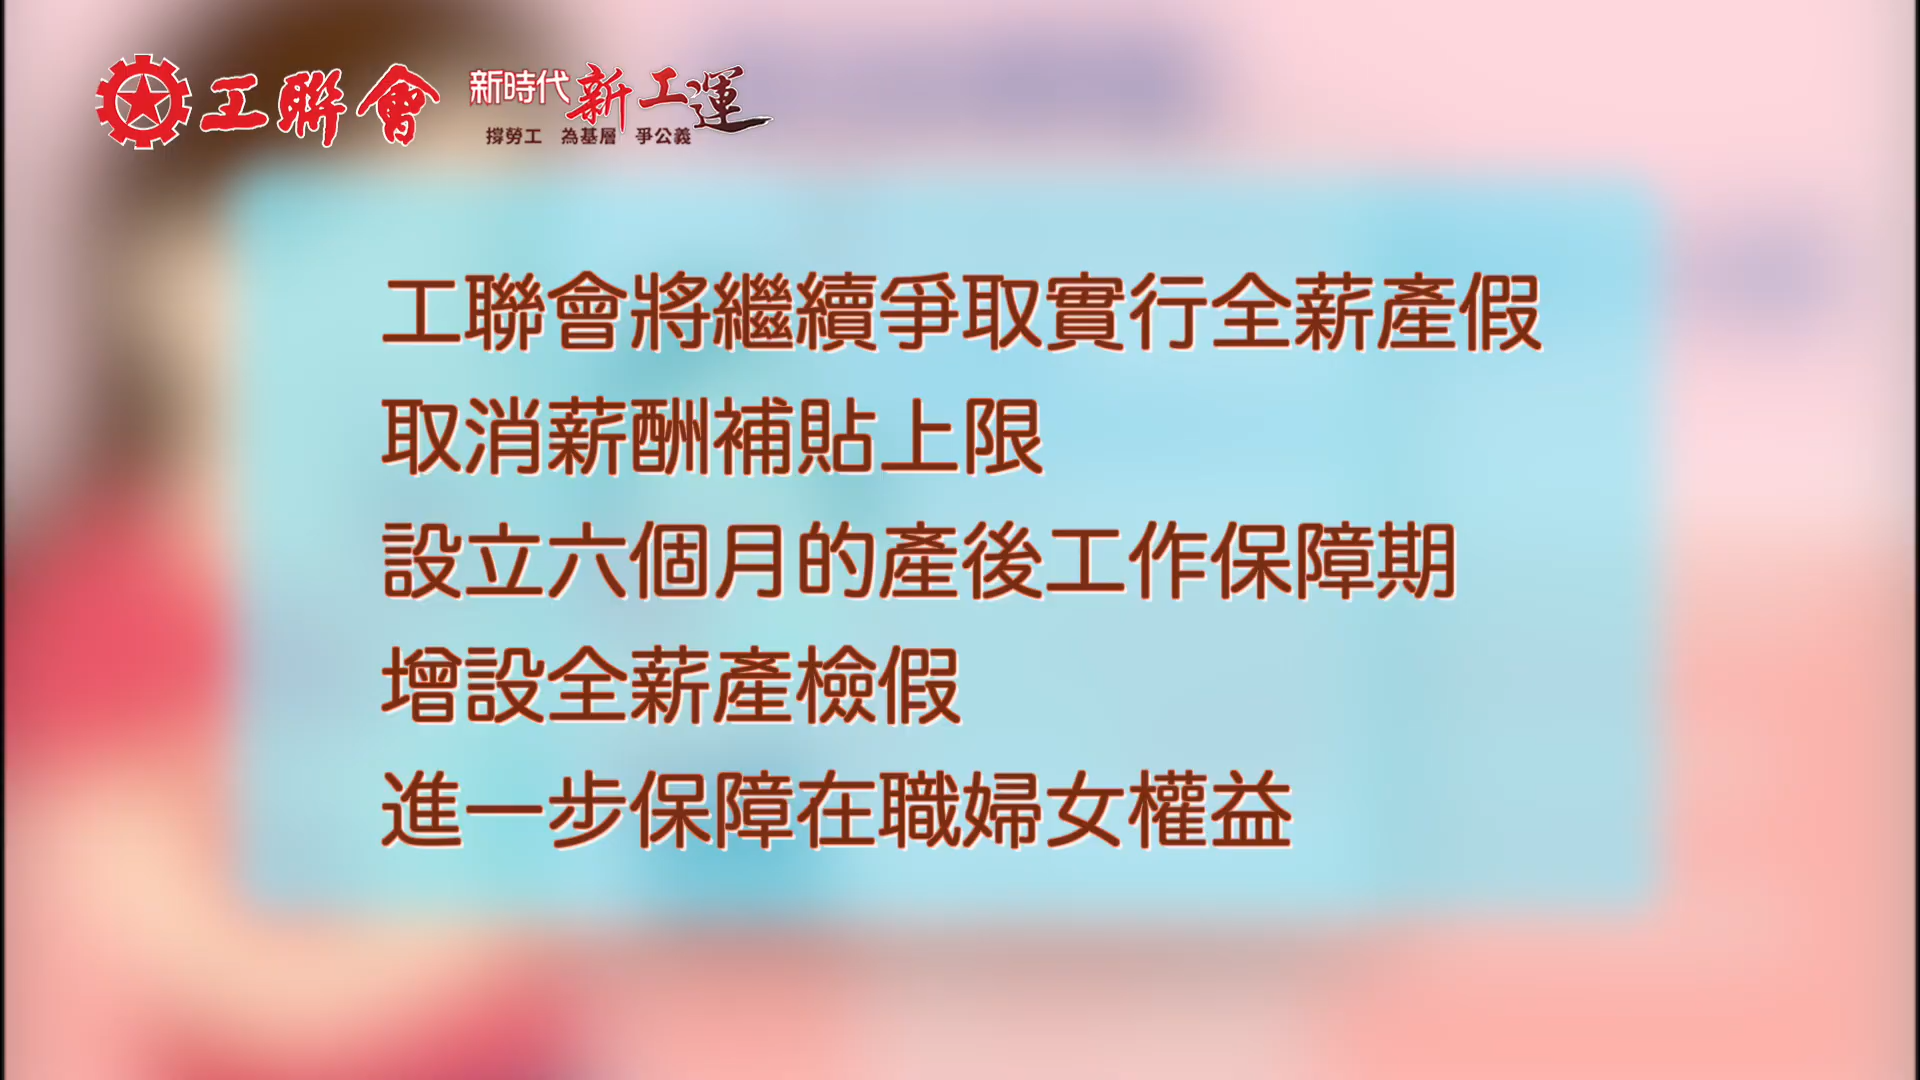 工聯會
新時代新工運
撐勞工 為基層 爭公義
工聯會將繼續爭取實行全薪產假
取消薪酬補貼上限
設立六個月的產後工作保障期
增設全薪產檢假
進一步保障在職婦女權益